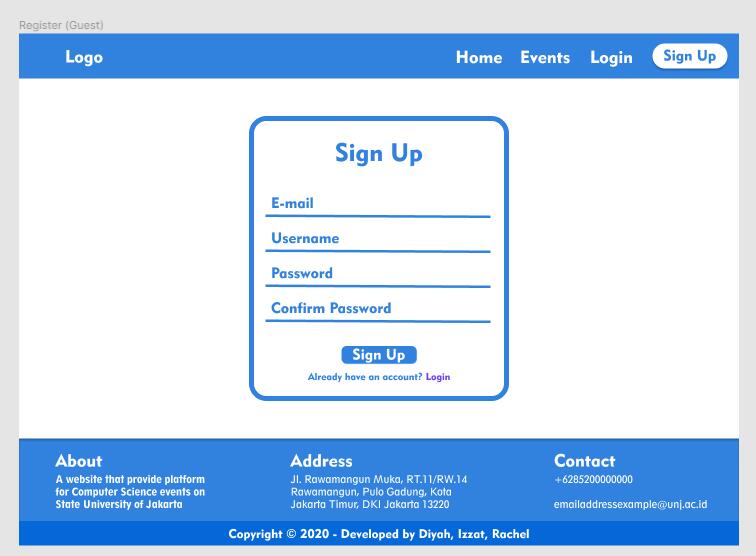 Register (Guest)
Logo
Home Events Login Sign Up
Sign Up
E-mail
Username
Password
Confirm Password
Sign Up
Already have an account? Login
About
A website that provide platform
for Computer Science events on
State University of Jakarta
Address
Jl. Rawamangun Muka, RT.11/RW.14
Rawamangun, Pulo Gadung, Kota
Jakarta Timur, DKI Jakarta 13220
Contact
+6285200000000
emailaddressexample@unj.ac.id
Copyright © 2020 - Developed by Diyah, Izzat, Rachel